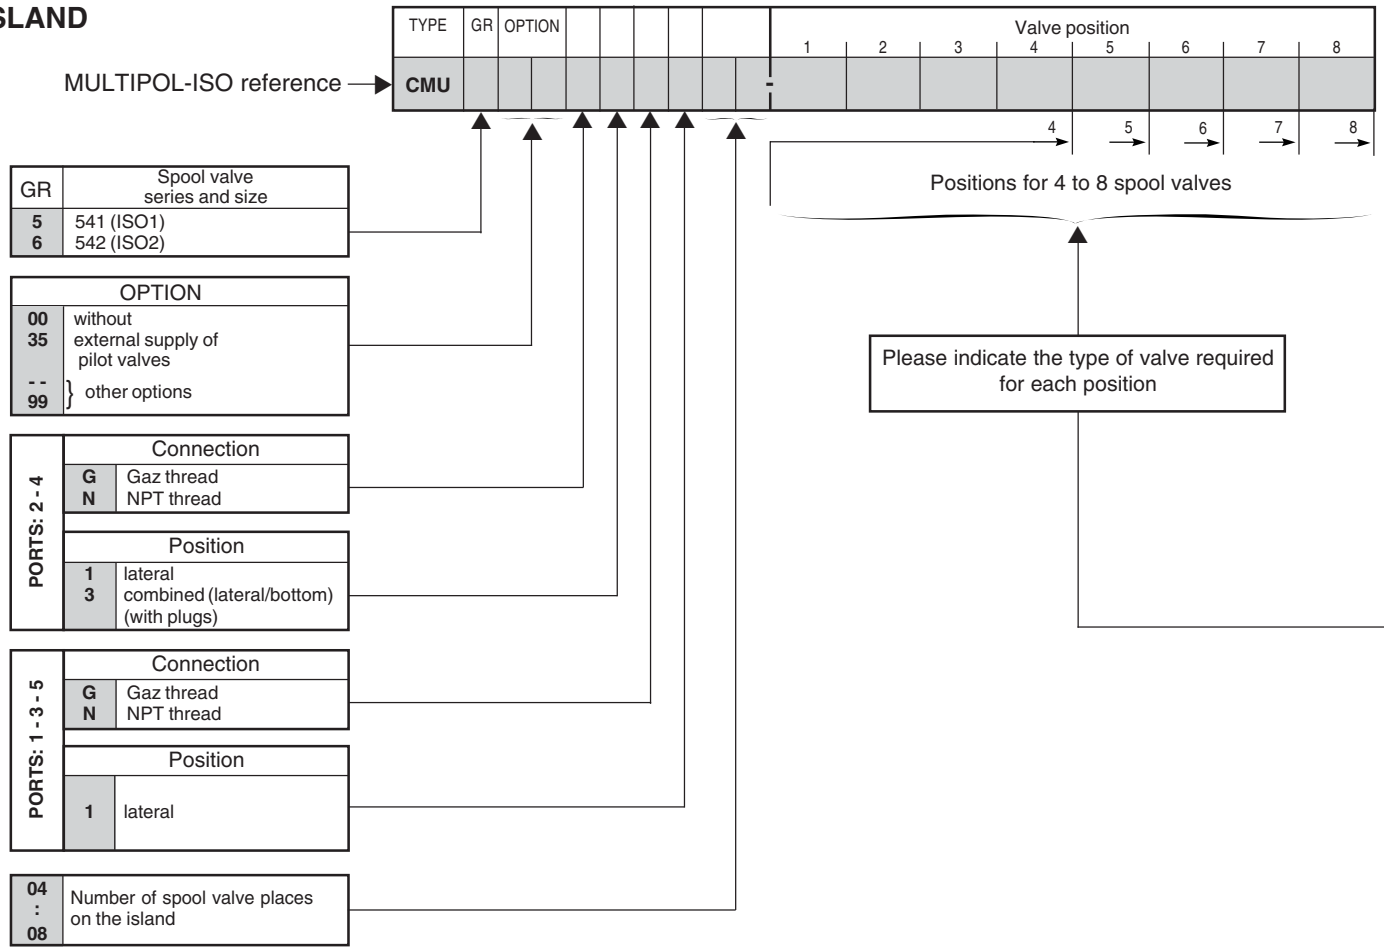 SLAND
TYPE GR OPTION Valve position
1 2 3 4 5 6 7 8
MULTIPOL-ISO reference CMU -
4 5 6 7 8
Positions for 4 to 8 spool valves
GR Spool valve
series and size
5 541 (ISO1)
6 542 (ISO2)
OPTION
00 without
35 external supply of
pilot valves
- -
99 } other options
Please indicate the type of valve required
for each position
PORTS: 2 - 4
Connection
G Gaz thread
N NPT thread
Position
1 lateral
3 combined (lateral/bottom)
(with plugs)
PORTS: 1 - 3 - 5
Connection
G Gaz thread
N NPT thread
Position
1 lateral
04
:
08
Number of spool valve places
on the island